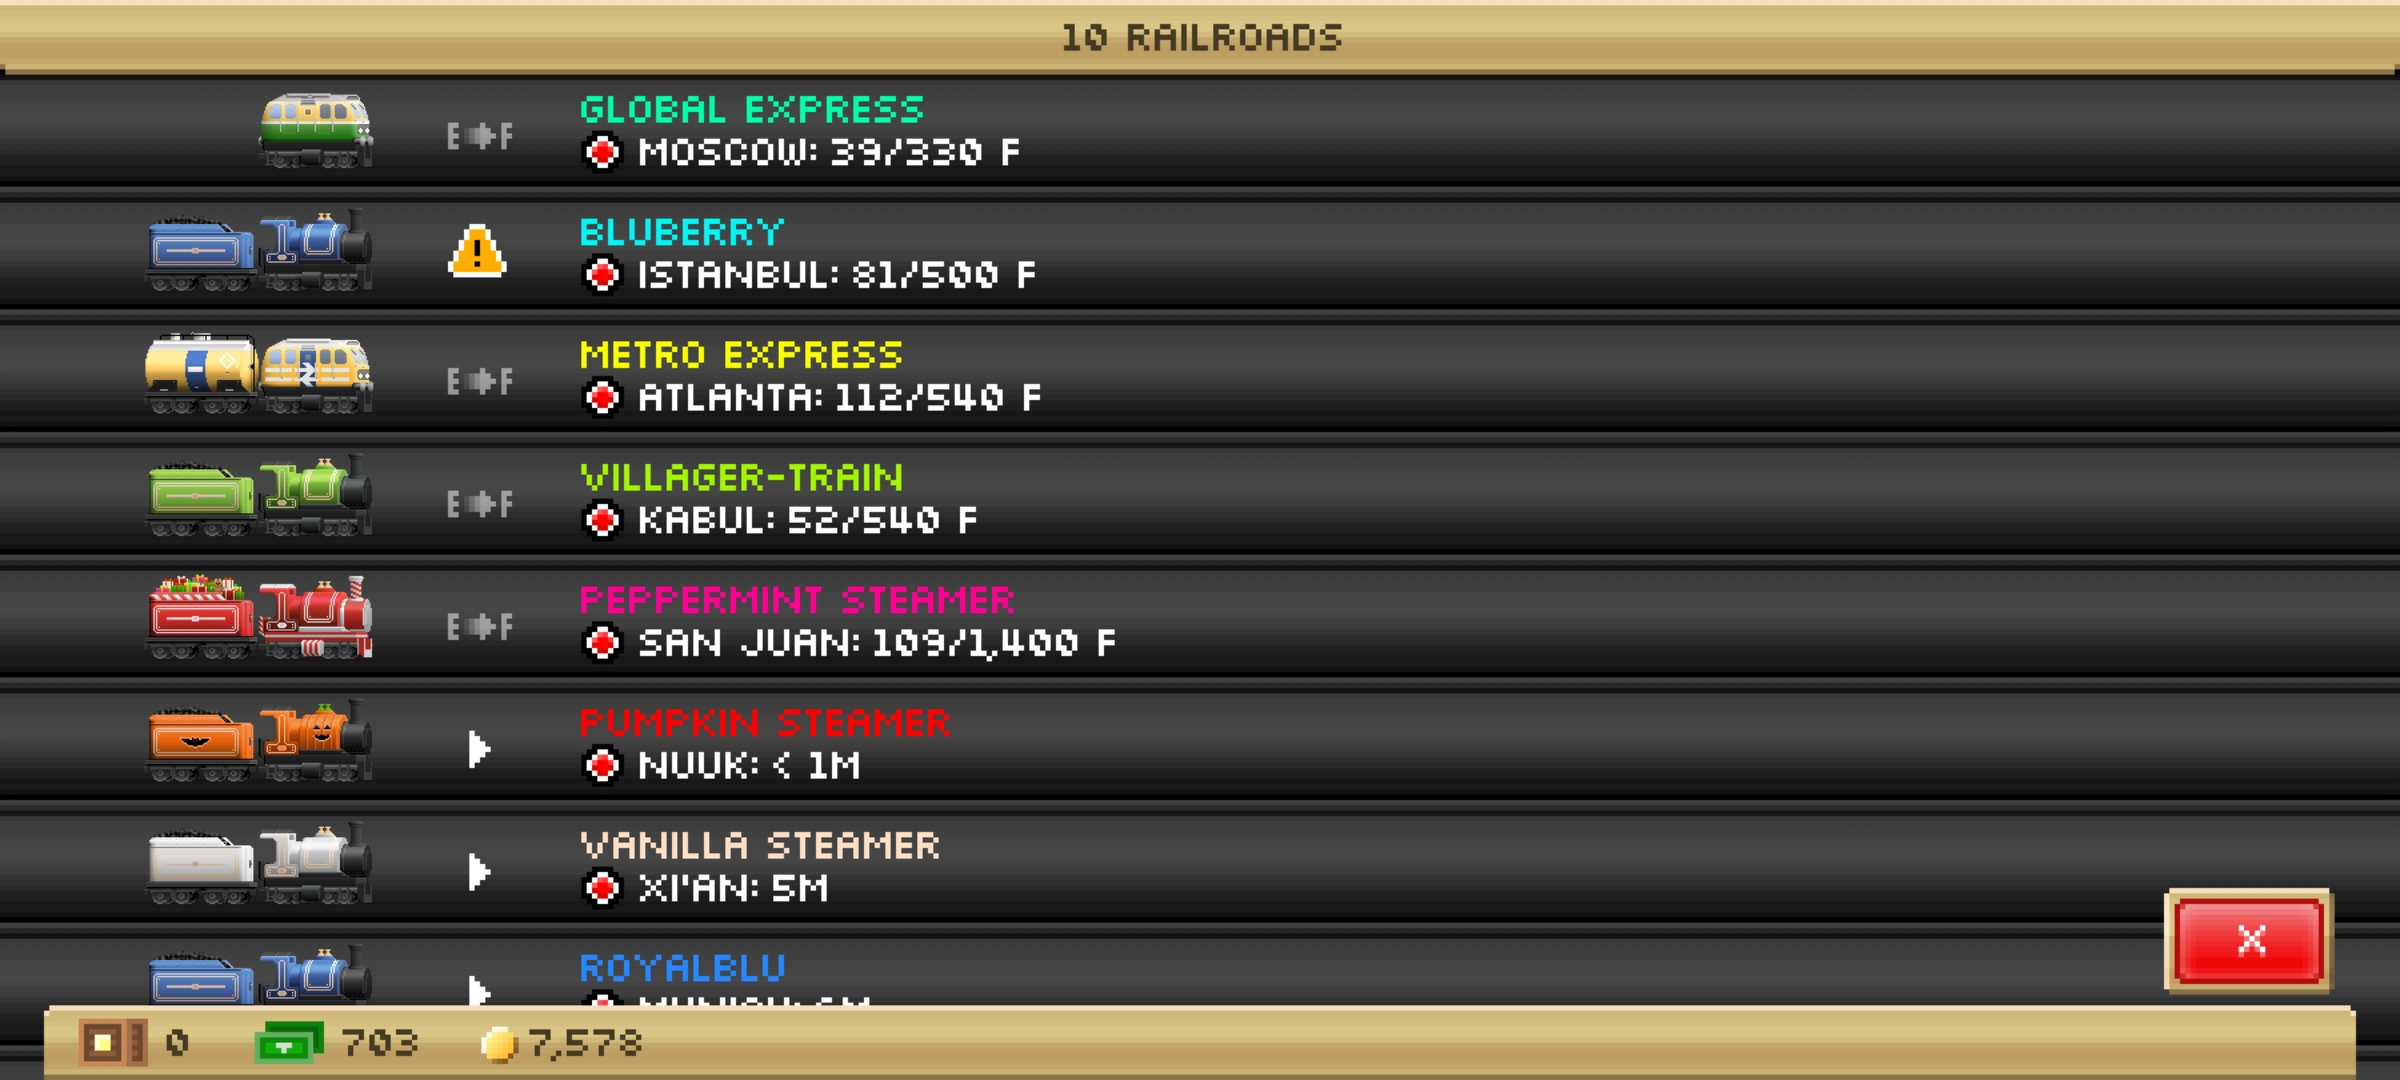 10 RAILROADS
GLOBAL EXPRESS
E F
MOSCOW: 39/330 F
BLUBERRY
!
ISTANBUL: 81/500 F
METRO EXPRESS
E F
ATLANTA: 112/540 F
VILLAGER-TRAIN
E F
KABUL: 52/540 F
PEPPERMINT STEAMER
E F
SAN JUAN: 109/1,400 F
PUMPKIN STEAMER
NUUK: < 1M
VANILLA STEAMER
XI'AN: 5M
X
ROYALBLU
0 703 7,578